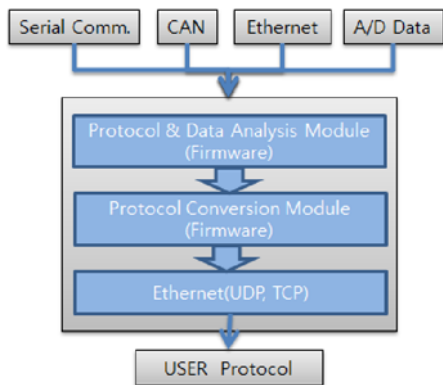 Serial Comm. CAN Ethernet A/D Data
Protocol & Data Analysis Module
(Firmware)
Protocol Conversion Module
(Firmware)
Ethernet(UDP, TCP)
USER Protocol